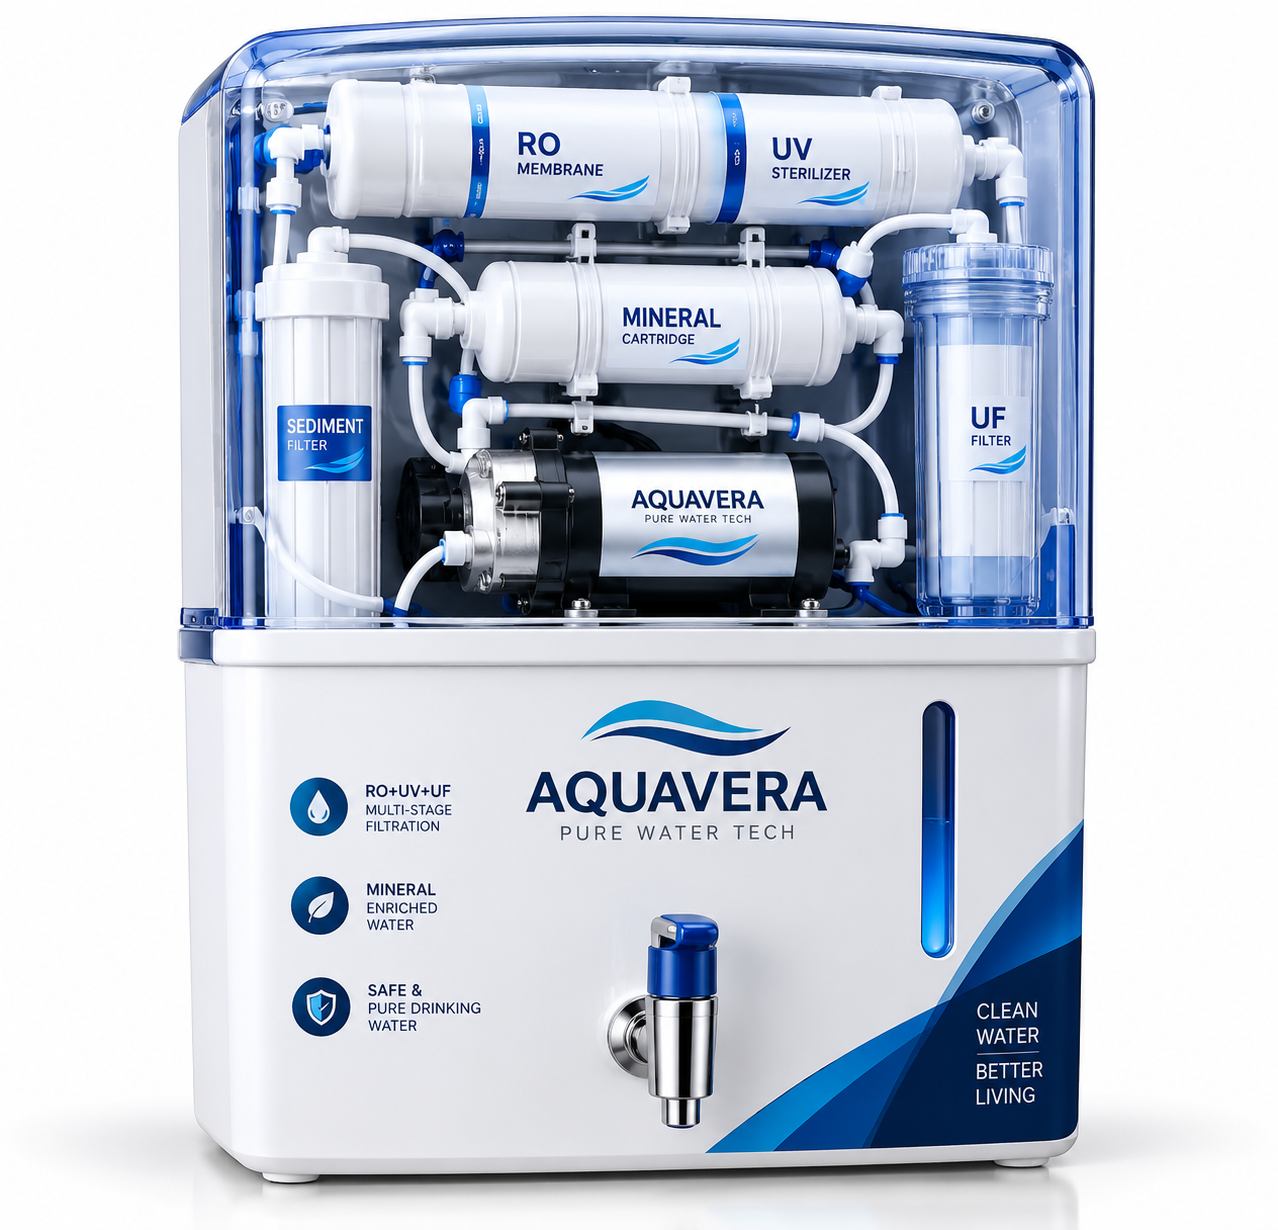 RO
MEMBRANE
UV
STERILIZER
MINERAL
CARTRIDGE
SEDIMENT
FILTER
UF
FILTER
AQUAVERA
PURE WATER TECH
AQUAVERA
PURE WATER TECH
RO+UV+UF
MULTI-STAGE
FILTRATION
MINERAL
ENRICHED
WATER
SAFE &
PURE DRINKING
WATER
CLEAN
WATER
BETTER
LIVING